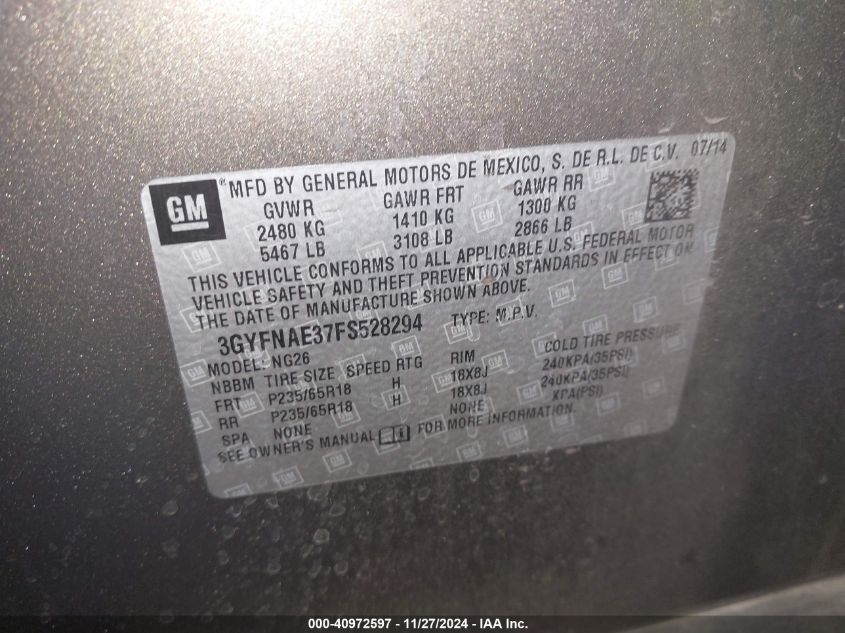 GM
®MFD BY GENERAL MOTORS DE MEXICO, S. DE R.L. DE C.V. 07/14
GVWR GAWR FRT GAWR RR
2480 KG 1410 KG 1300 KG
5467 LB 3108 LB 2866 LB
THIS VEHICLE CONFORMS TO ALL APPLICABLE U.S. FEDERAL MOTOR
VEHICLE SAFETY AND THEFT PREVENTION STANDARDS IN EFFECT ON
THE DATE OF MANUFACTURE SHOWN ABOVE.
3GYFNAE37FS528294 TYPE: M.P.V.
MODEL: NG26
NBBM TIRE SIZE SPEED RTG RIM COLD TIRE PRESSURE
FRT P235/65R18 H 18X8J 240KPA(35PSI)
RR P235/65R18 H 18X8J 240KPA(35PSI)
SPA NONE NONE KPA(PSI)
SEE OWNER'S MANUAL FOR MORE INFORMATION.
000-40972597 - 11/27/2024 - IAA Inc.